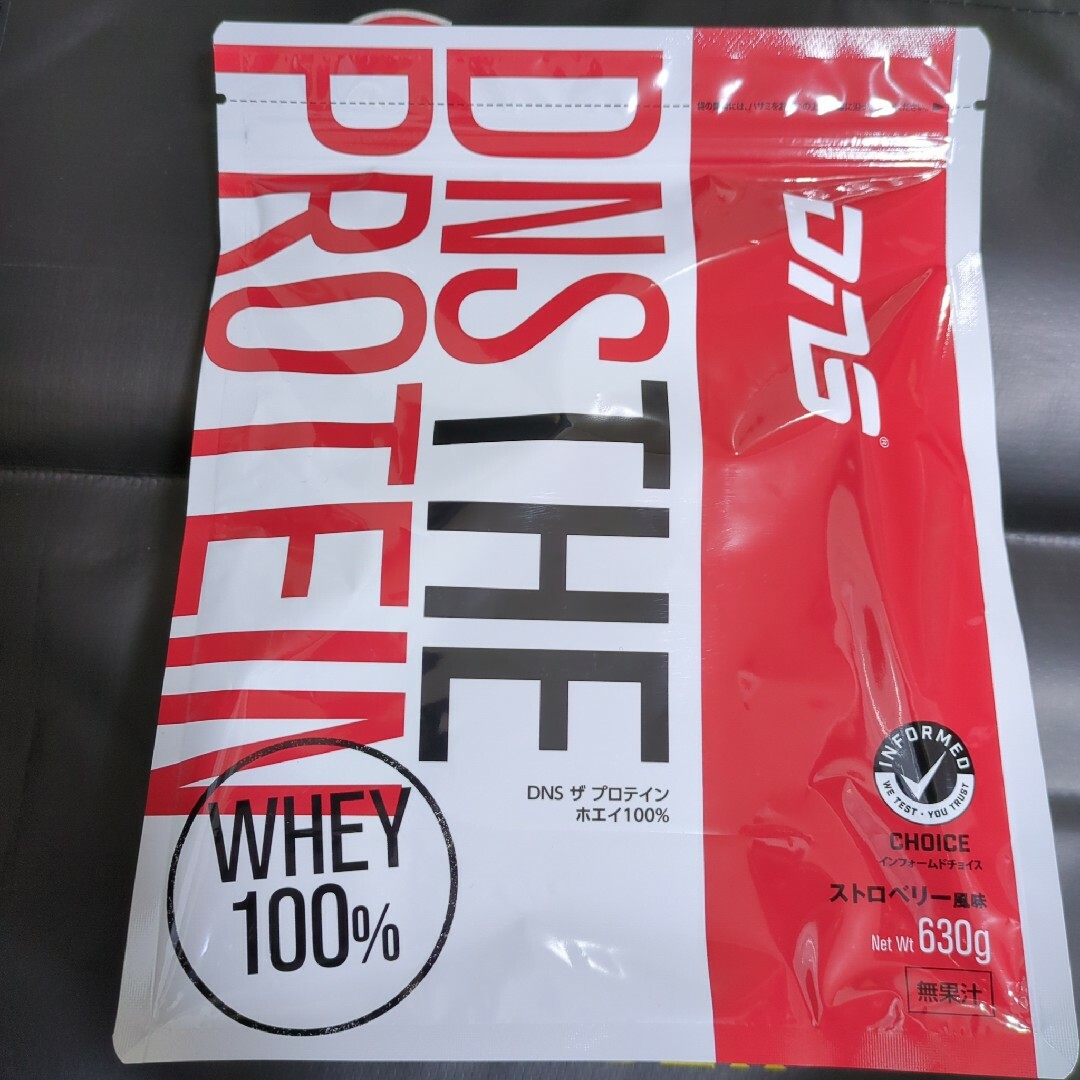 DNS THE
PROTEIN
DNS
®
DNS ザ プロテイン
ホエイ100%
WHEY
100%
INFORMED
WE TEST · YOU TRUST
CHOICE
インフォームドチョイス
ストロベリー風味
Net Wt 630g
無果汁